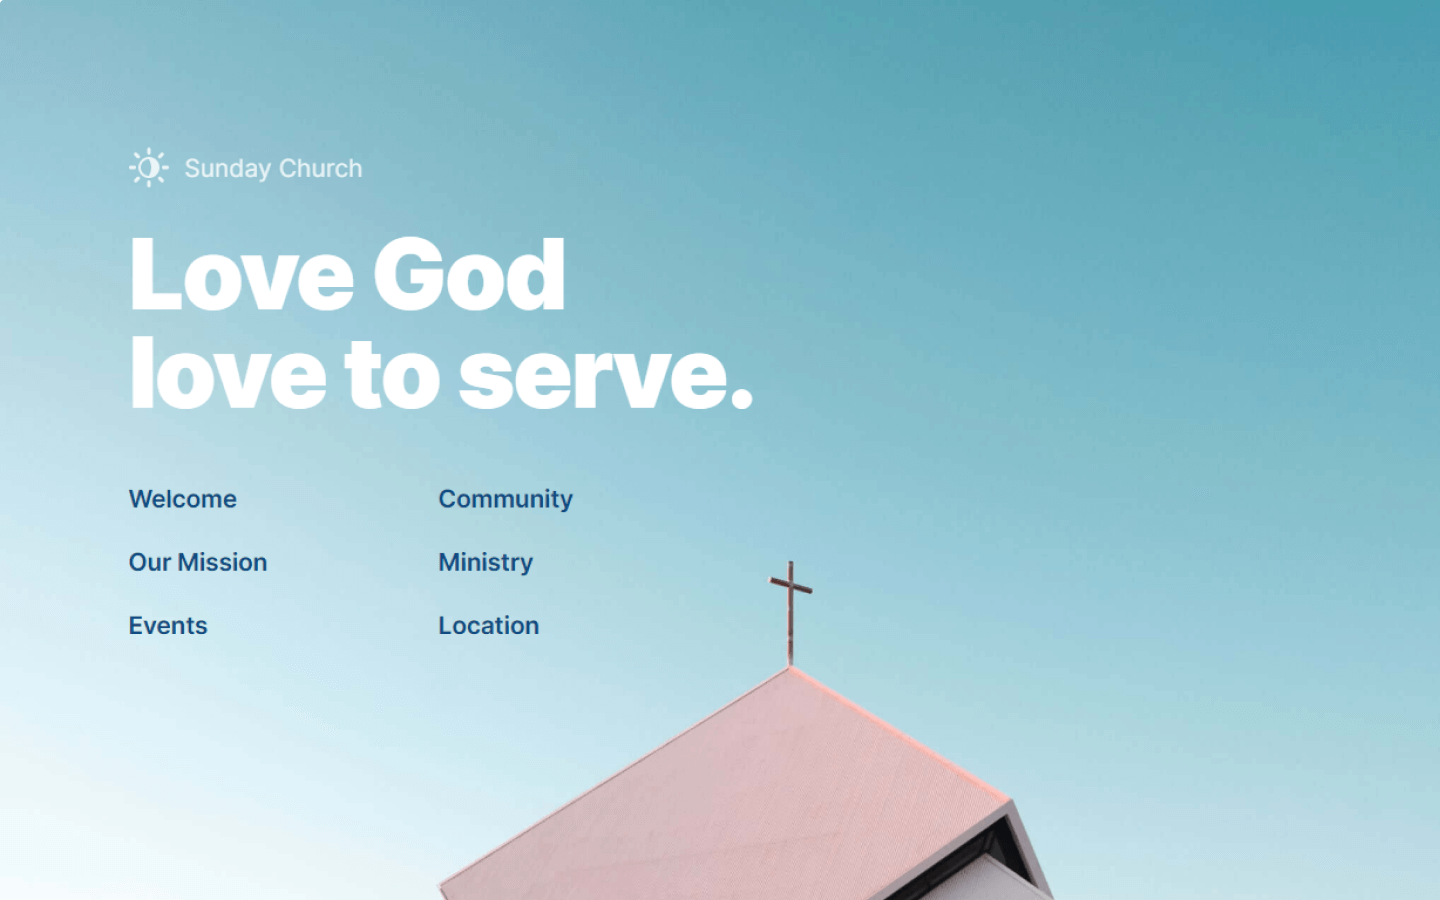 Sunday Church
Love God
love to serve.
Welcome
Community
Our Mission
Ministry
Events
Location